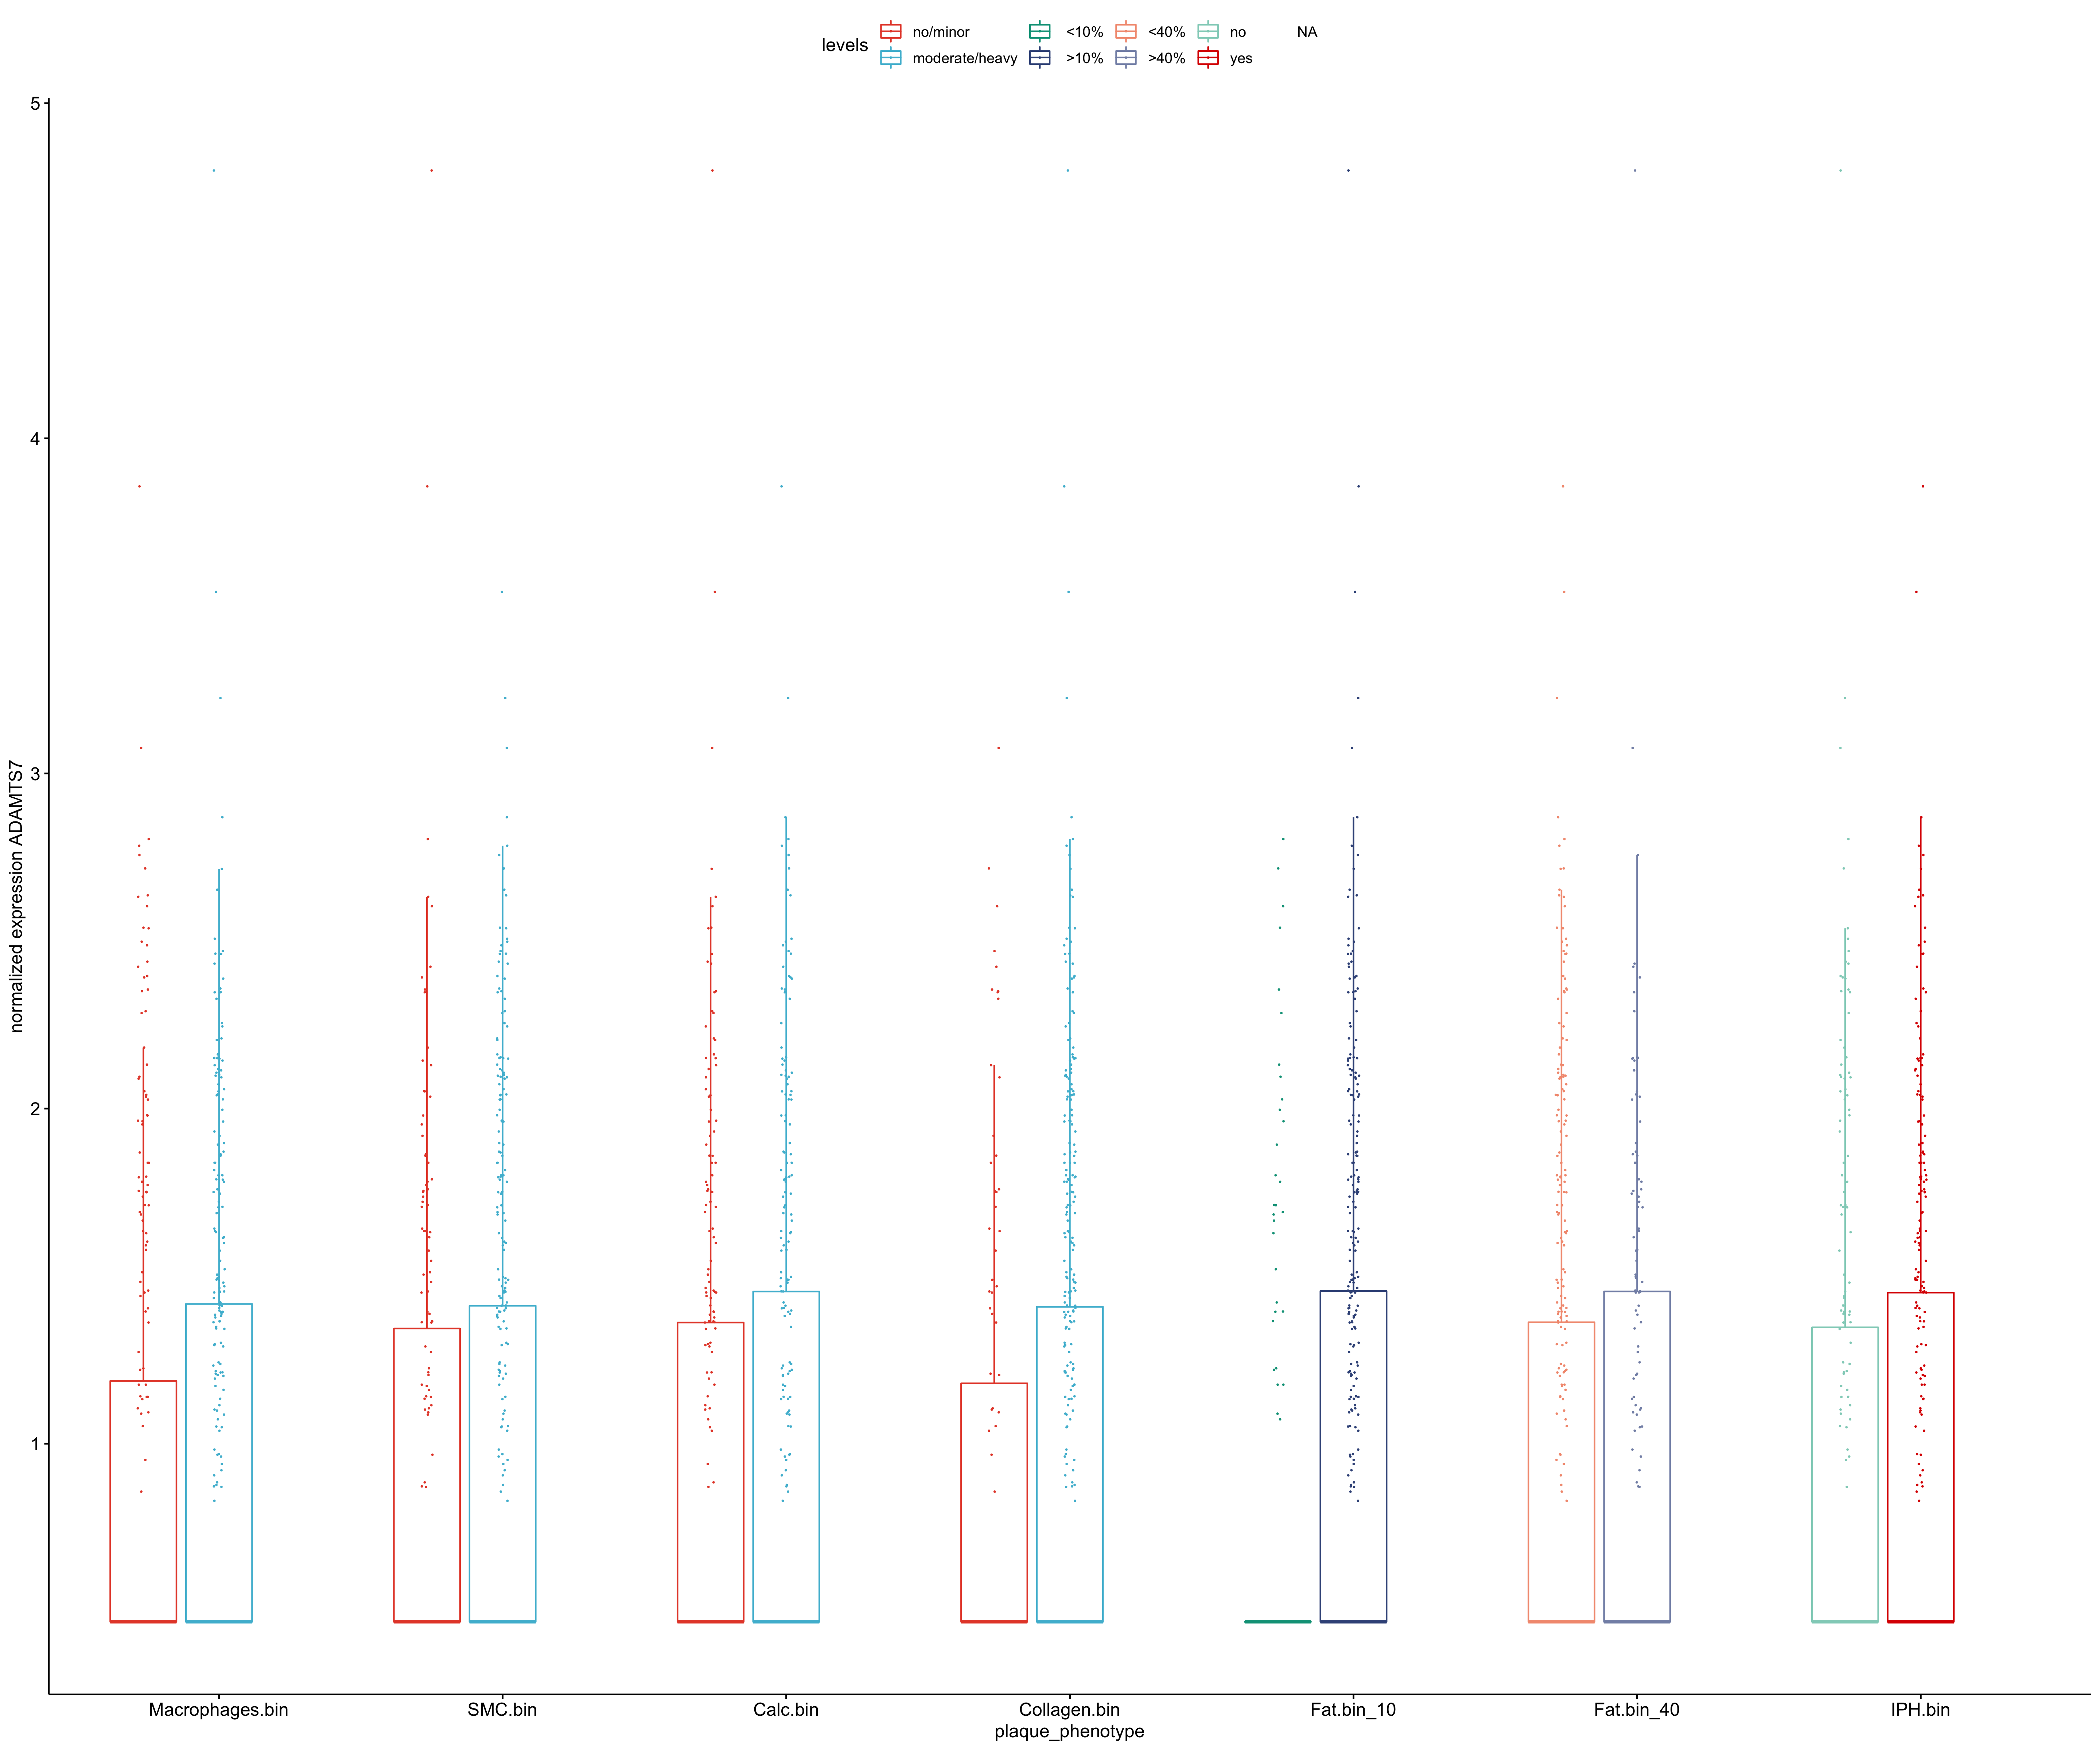 levels
no/minor
<10%
<40%
no
NA
moderate/heavy
>10%
>40%
yes
5
4
3
2
1
normalized expression ADAMTS7
Macrophages.bin
SMC.bin
Calc.bin
Collagen.bin
Fat.bin_10
Fat.bin_40
IPH.bin
plaque_phenotype